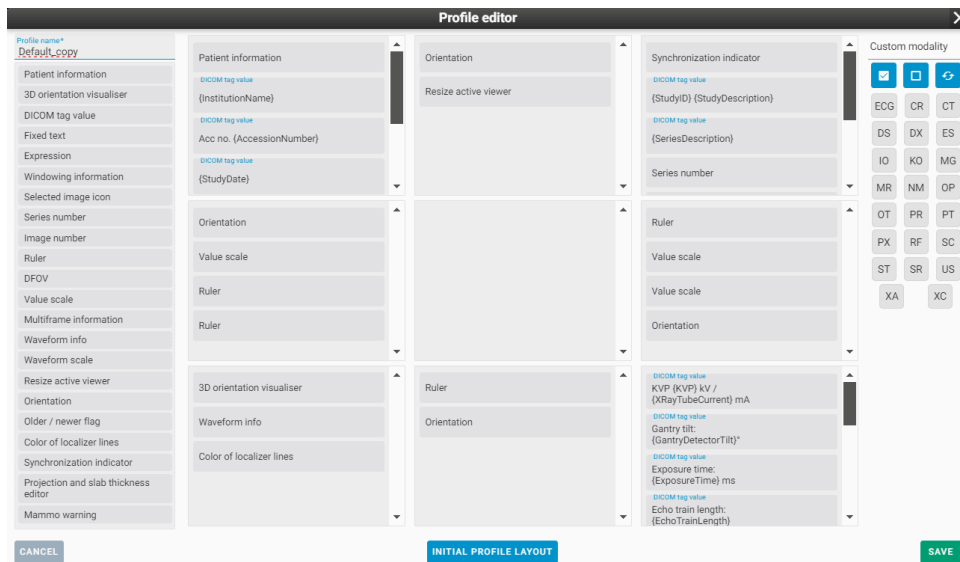 Profile editor
Profile name*
Default_copy
Patient information
3D orientation visualiser
DICOM tag value
Fixed text
Expression
Windowing information
Selected image icon
Series number
Image number
Ruler
DFOV
Value scale
Multiframe information
Waveform info
Waveform scale
Resize active viewer
Orientation
Older / newer flag
Color of localizer lines
Synchronization indicator
Projection and slab thickness
editor
Mammo warning
Patient information
DICOM tag value
{InstitutionName}
DICOM tag value
Acc no. {AccessionNumber}
DICOM tag value
{StudyDate}
Orientation
Resize active viewer
Synchronization indicator
DICOM tag value
{StudyID} {StudyDescription}
DICOM tag value
{SeriesDescription}
Series number
Orientation
Value scale
Ruler
Ruler
Ruler
Value scale
Value scale
Orientation
3D orientation visualiser
Waveform info
Color of localizer lines
Ruler
Orientation
DICOM tag value
KVP {KVP} kV /
{XRayTubeCurrent} mA
DICOM tag value
Gantry tilt:
{GantryDetectorTilt}°
DICOM tag value
Exposure time:
{ExposureTime} ms
DICOM tag value
Echo train length:
{EchoTrainLength}
Custom modality
ECG CR CT
DS DX ES
IO KO MG
MR NM OP
OT PR PT
PX RF SC
ST SR US
XA XC
CANCEL
INITIAL PROFILE LAYOUT
SAVE